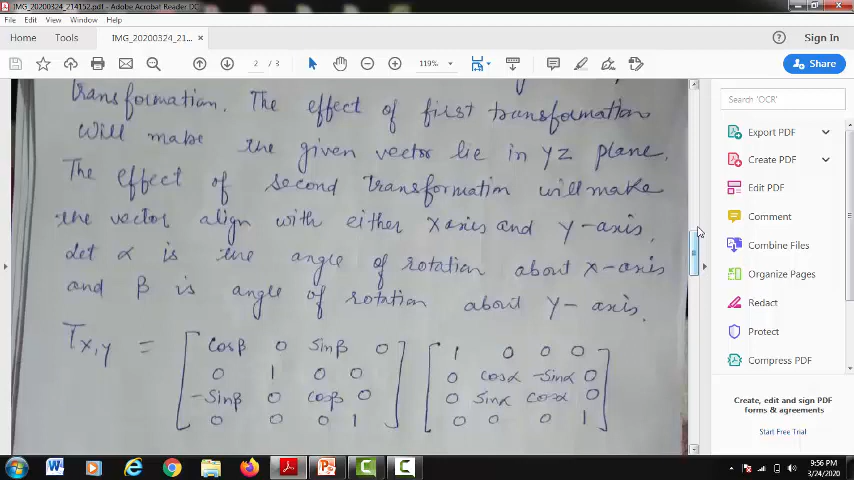 IMG_20200324_214152.pdf - Adobe Acrobat Reader DC
File Edit View Window Help
Home Tools IMG_20200324_21... × Sign In
2 / 3 119% Share
transformation. The effect of first transformation
will make the given vector lie in YZ plane.
The effect of second transformation will make
the vector align with either X axis and Y-axis.
Let α is the angle of rotation about x-axis
and β is angle of rotation about Y- axis.
Tx,y = [ cosβ 0 sinβ 0 ] [ 1 0 0 0 ]
0 1 0 0 0 cosα -sinα 0
-sinβ 0 cosβ 0 0 sinα cosα 0
0 0 0 1 0 0 0 1
Search 'OCR'
Export PDF
Create PDF
Edit PDF
Comment
Combine Files
Organize Pages
Redact
Protect
Compress PDF
Create, edit and sign PDF
forms & agreements
Start Free Trial
9:56 PM
3/24/2020